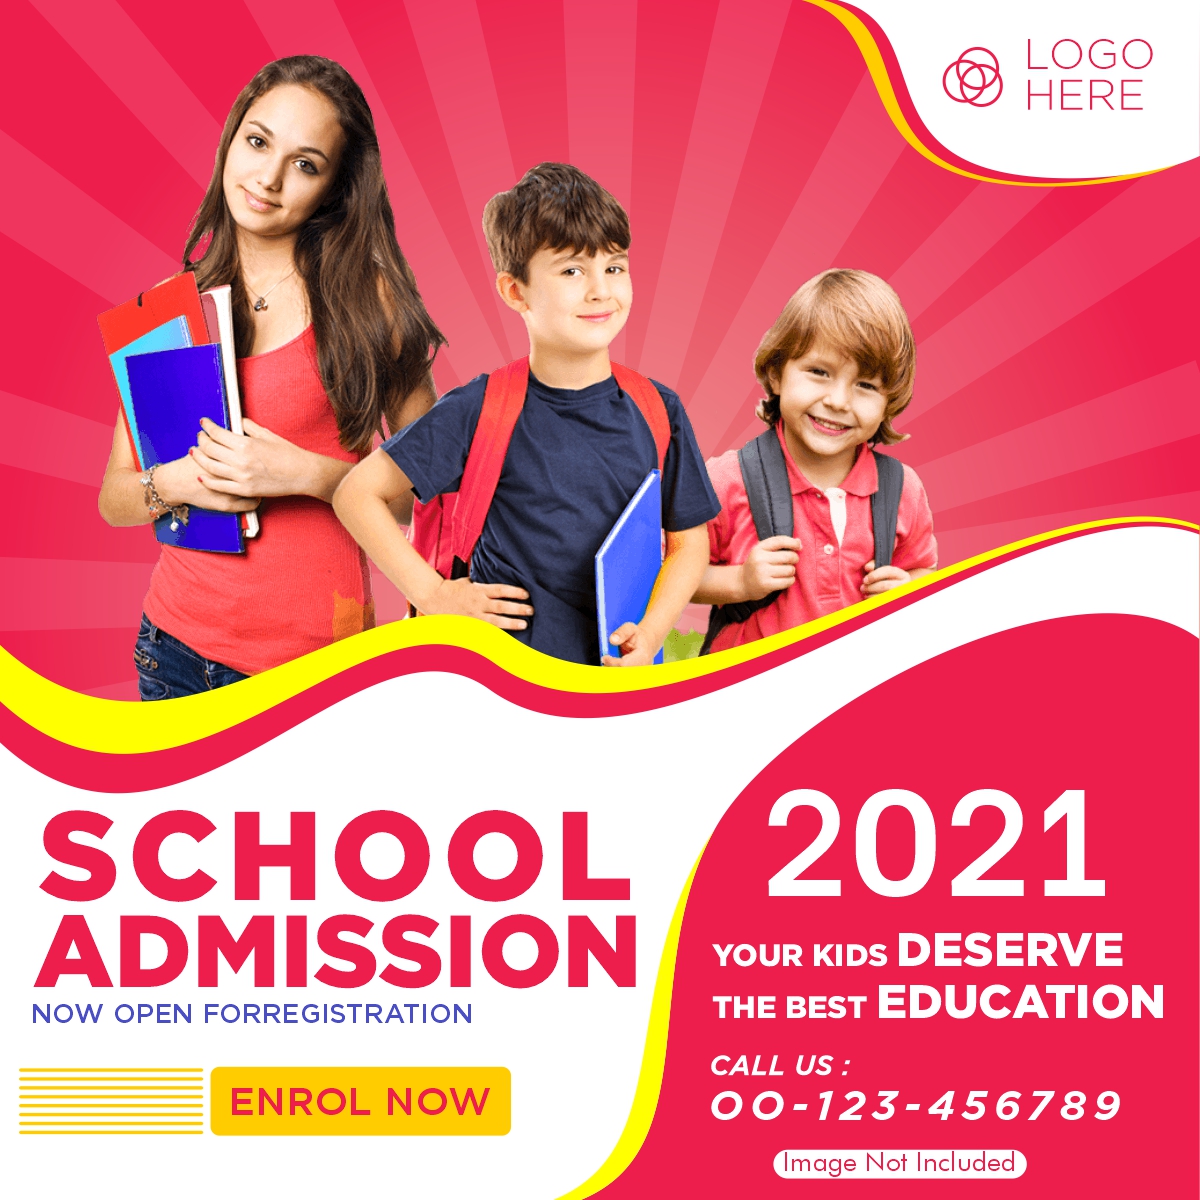 LOGO
HERE
SCHOOL
ADMISSION
NOW OPEN FORREGISTRATION
ENROL NOW
2021
YOUR KIDS DESERVE
THE BEST EDUCATION
CALL US :
OO-123-456789
Image Not Included